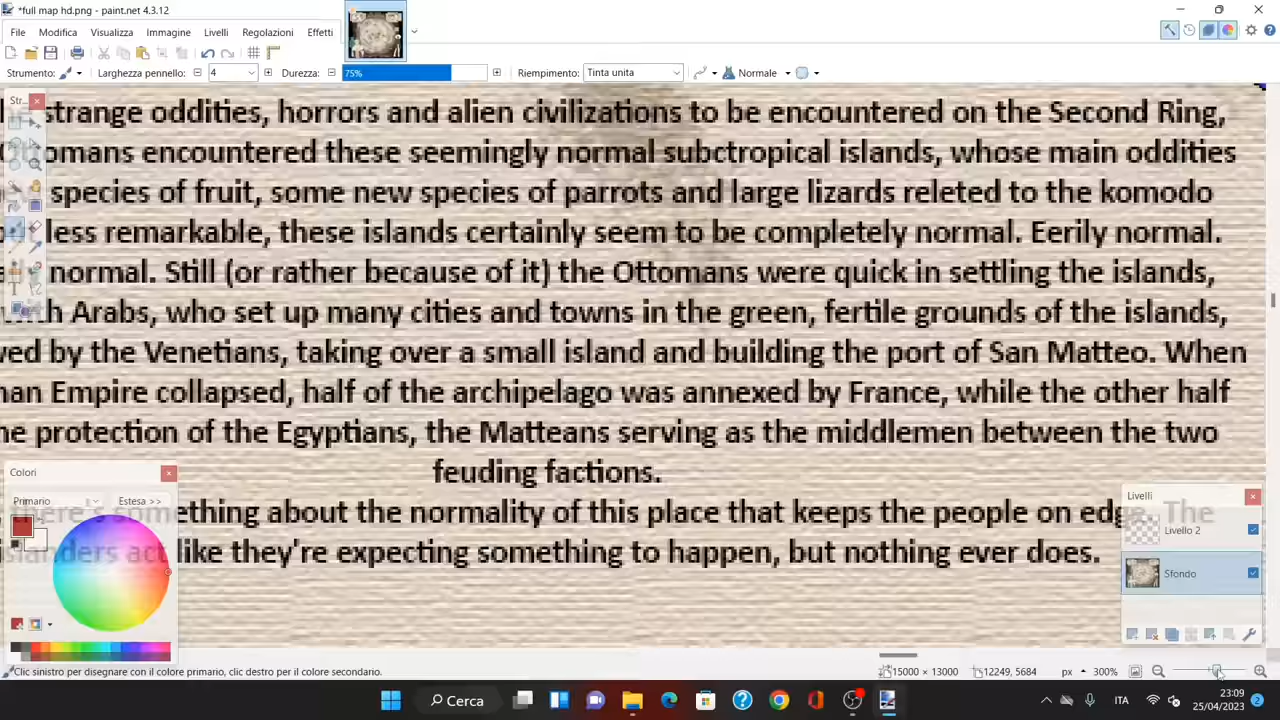 *full map hd.png - paint.net 4.3.12
File Modifica Visualizza Immagine Livelli Regolazioni Effetti
Strumento: Larghezza pennello: 4 Durezza: 75% Riempimento: Tinta unita Normale
Str...
strange oddities, horrors and alien civilizations to be encountered on the Second Ring,
Ottomans encountered these seemingly normal subctropical islands, whose main oddities
species of fruit, some new species of parrots and large lizards releted to the komodo
less remarkable, these islands certainly seem to be completely normal. Eerily normal.
normal. Still (or rather because of it) the Ottomans were quick in settling the islands,
with Arabs, who set up many cities and towns in the green, fertile grounds of the islands,
by the Venetians, taking over a small island and building the port of San Matteo. When
Empire collapsed, half of the archipelago was annexed by France, while the other half
protection of the Egyptians, the Matteans serving as the middlemen between the two
feuding factions.
there's something about the normality of this place that keeps the people on edge. The
islanders act like they're expecting something to happen, but nothing ever does.
Colori
Primario Estesa >>
Livelli
Livello 2
Sfondo
Clic sinistro per disegnare con il colore primario, clic destro per il colore secondario. 15000 × 13000 12249, 5684 px 300%
Cerca ITA 23:09
25/04/2023 2